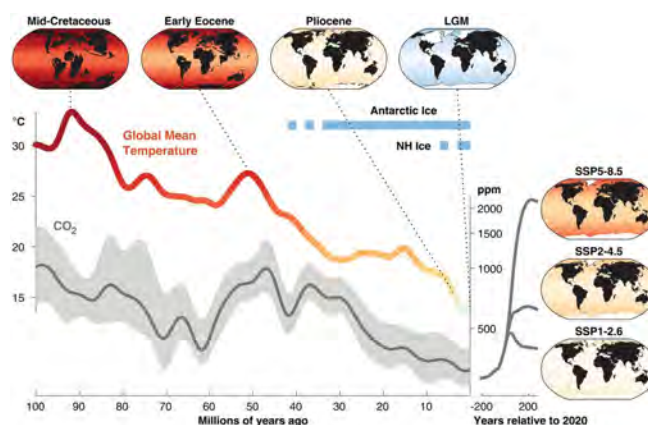 Mid-Cretaceous Early Eocene Pliocene LGM
°C
Antarctic Ice
Global Mean
Temperature
NH Ice
30
25
20
15
CO2
ppm
2000
1500
1000
500
SSP5-8.5
SSP2-4.5
SSP1-2.6
100 90 80 70 60 50 40 30 20 10
-200 200
Millions of years ago
Years relative to 2020